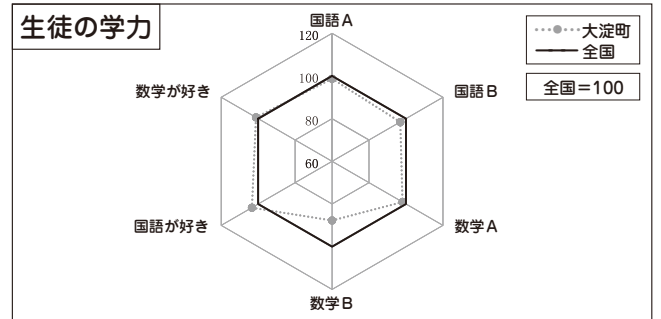 生徒の学力
大淀町
全国
全国=100
国語A
120
100
80
60
国語B
数学A
数学B
国語が好き
数学が好き